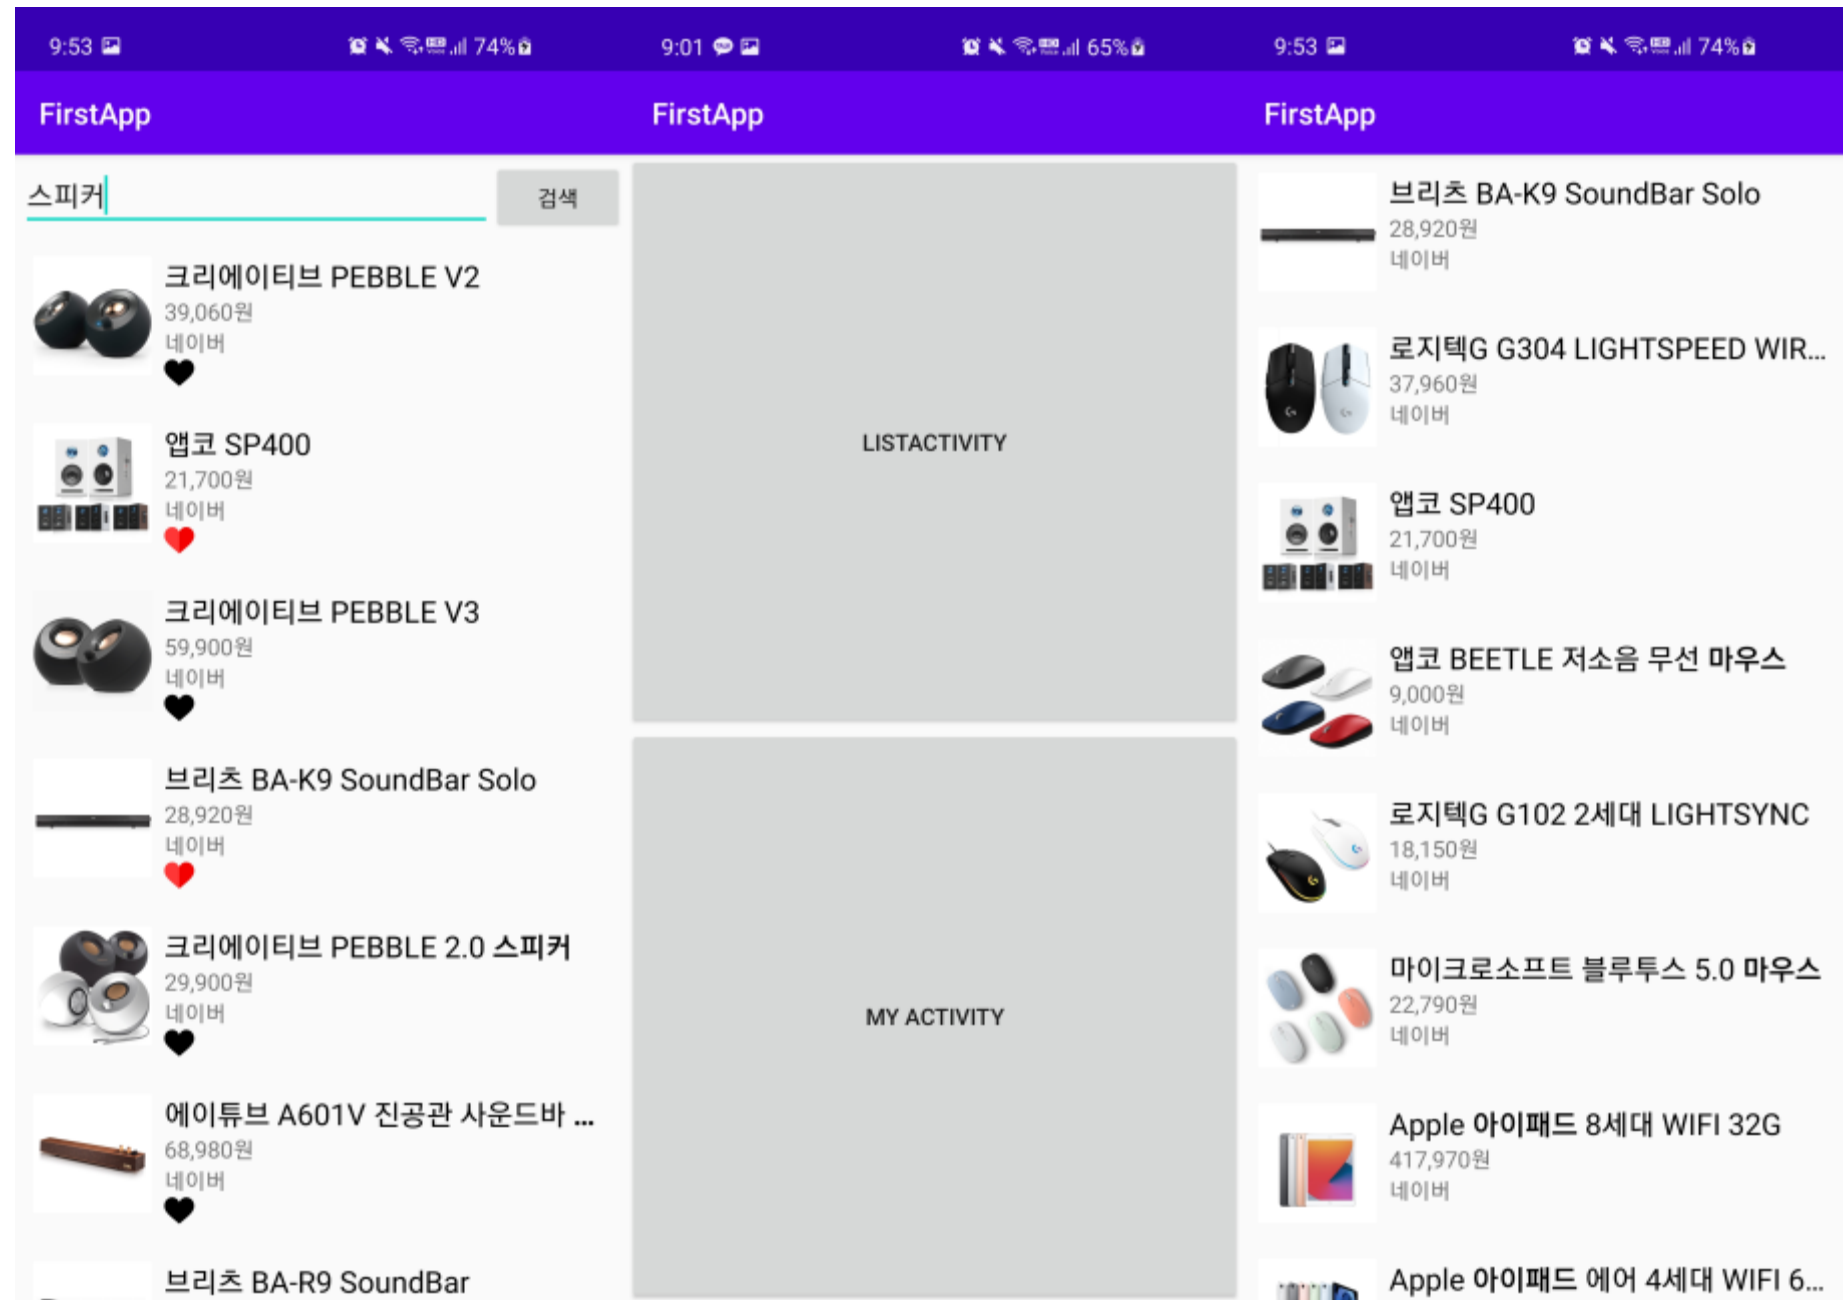 9:53
74%
FirstApp
스피커
검색
크리에이티브 PEBBLE V2
39,060원
네이버
앱코 SP400
21,700원
네이버
크리에이티브 PEBBLE V3
59,900원
네이버
브리츠 BA-K9 SoundBar Solo
28,920원
네이버
크리에이티브 PEBBLE 2.0 스피커
29,900원
네이버
에이튜브 A601V 진공관 사운드바 ...
68,980원
네이버
브리츠 BA-R9 SoundBar
9:01
65%
FirstApp
LISTACTIVITY
MY ACTIVITY
9:53
74%
FirstApp
브리츠 BA-K9 SoundBar Solo
28,920원
네이버
로지텍G G304 LIGHTSPEED WIR...
37,960원
네이버
앱코 SP400
21,700원
네이버
앱코 BEETLE 저소음 무선 마우스
9,000원
네이버
로지텍G G102 2세대 LIGHTSYNC
18,150원
네이버
마이크로소프트 블루투스 5.0 마우스
22,790원
네이버
Apple 아이패드 8세대 WIFI 32G
417,970원
네이버
Apple 아이패드 에어 4세대 WIFI 6...